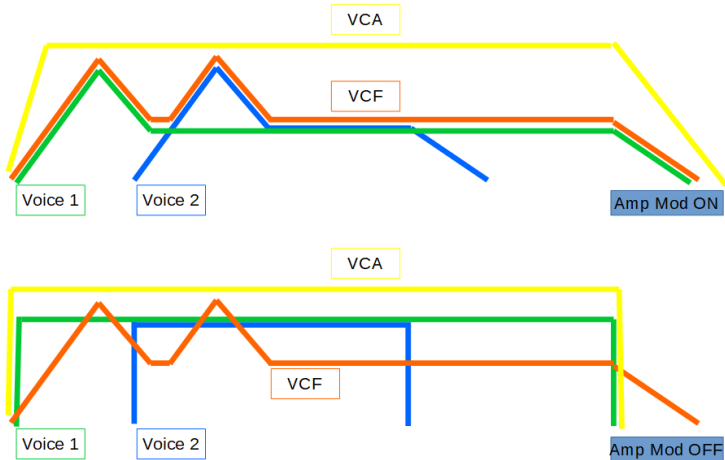 VCA
VCF
Voice 1
Voice 2
Amp Mod ON
VCA
VCF
Voice 1
Voice 2
Amp Mod OFF